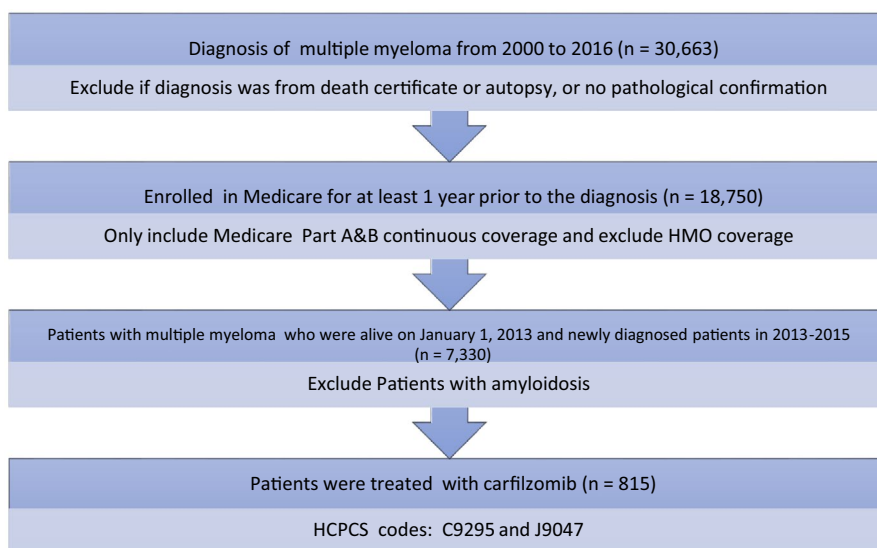 Diagnosis of multiple myeloma from 2000 to 2016 (n = 30,663)
Exclude if diagnosis was from death certificate or autopsy, or no pathological confirmation
Enrolled in Medicare for at least 1 year prior to the diagnosis (n = 18,750)
Only include Medicare Part A&B continuous coverage and exclude HMO coverage
Patients with multiple myeloma who were alive on January 1, 2013 and newly diagnosed patients in 2013-2015
(n = 7,330)
Exclude Patients with amyloidosis
Patients were treated with carfilzomib (n = 815)
HCPCS codes: C9295 and J9047